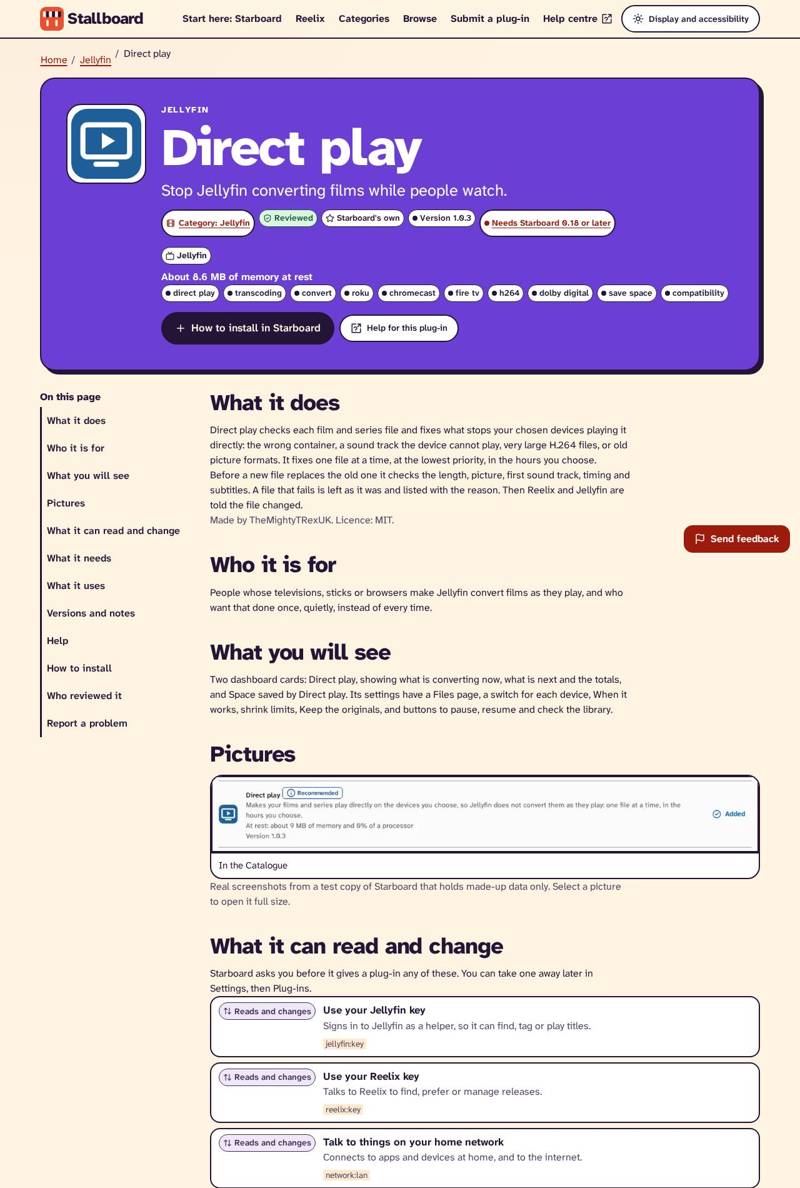 Stallboard
Start here: Starboard
Reelix
Categories
Browse
Submit a plug-in
Help centre
Display and accessibility
Home / Jellyfin / Direct play
JELLYFIN
Direct play
Stop Jellyfin converting films while people watch.
Category: Jellyfin
Reviewed
Starboard's own
Version 1.0.3
Needs Starboard 0.18 or later
Jellyfin
About 8.6 MB of memory at rest
direct play
transcoding
convert
roku
chromecast
fire tv
h264
dolby digital
save space
compatibility
How to install in Starboard
Help for this plug-in
On this page
What it does
Who it is for
What you will see
Pictures
What it can read and change
What it needs
What it uses
Versions and notes
Help
How to install
Who reviewed it
Report a problem
What it does
Direct play checks each film and series file and fixes what stops your chosen devices playing it
directly: the wrong container, a sound track the device cannot play, very large H.264 files, or old
picture formats. It fixes one file at a time, at the lowest priority, in the hours you choose.
Before a new file replaces the old one it checks the length, picture, first sound track, timing and
subtitles. A file that fails is left as it was and listed with the reason. Then Reelix and Jellyfin are
told the file changed.
Made by TheMightyTRexUK. Licence: MIT.
Send feedback
Who it is for
People whose televisions, sticks or browsers make Jellyfin convert films as they play, and who
want that done once, quietly, instead of every time.
What you will see
Two dashboard cards: Direct play, showing what is converting now, what is next and the totals,
and Space saved by Direct play. Its settings have a Files page, a switch for each device, When it
works, shrink limits, Keep the originals, and buttons to pause, resume and check the library.
Pictures
Direct play
Recommended
Makes your films and series play directly on the devices you choose, so Jellyfin does not convert them as they play: one file at a time, in the
hours you choose.
At rest: about 9 MB of memory and 0% of a processor
Version 1.0.3
Added
In the Catalogue
Real screenshots from a test copy of Starboard that holds made-up data only. Select a picture
to open it full size.
What it can read and change
Starboard asks you before it gives a plug-in any of these. You can take one away later in
Settings, then Plug-ins.
Reads and changes
Use your Jellyfin key
Signs in to Jellyfin as a helper, so it can find, tag or play titles.
jellyfin:key
Reads and changes
Use your Reelix key
Talks to Reelix to find, prefer or manage releases.
reelix:key
Reads and changes
Talk to things on your home network
Connects to apps and devices at home, and to the internet.
network:lan